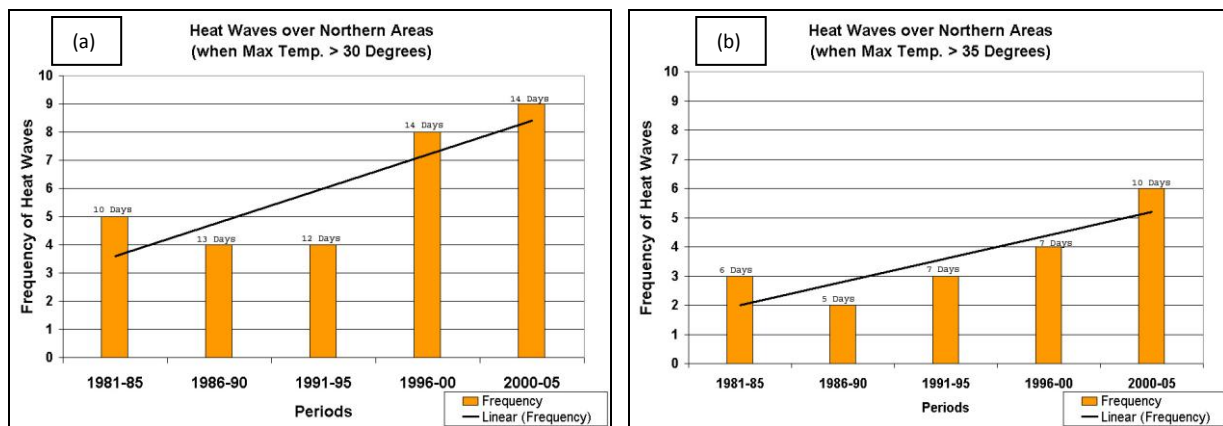 (a)
Heat Waves over Northern Areas
(when Max Temp. > 30 Degrees)
Frequency of Heat Waves
10
9
8
7
6
5
4
3
2
1
0
10 Days
13 Days
12 Days
14 Days
14 Days
1981-85 1986-90 1991-95 1996-00 2000-05
Periods
Frequency
Linear (Frequency)
(b)
Heat Waves over Northern Areas
(when Max Temp. > 35 Degrees)
Frequency of Heat Waves
10
9
8
7
6
5
4
3
2
1
0
6 Days
5 Days
7 Days
7 Days
10 Days
1981-85 1986-90 1991-95 1996-00 2000-05
Periods
Frequency
Linear (Frequency)